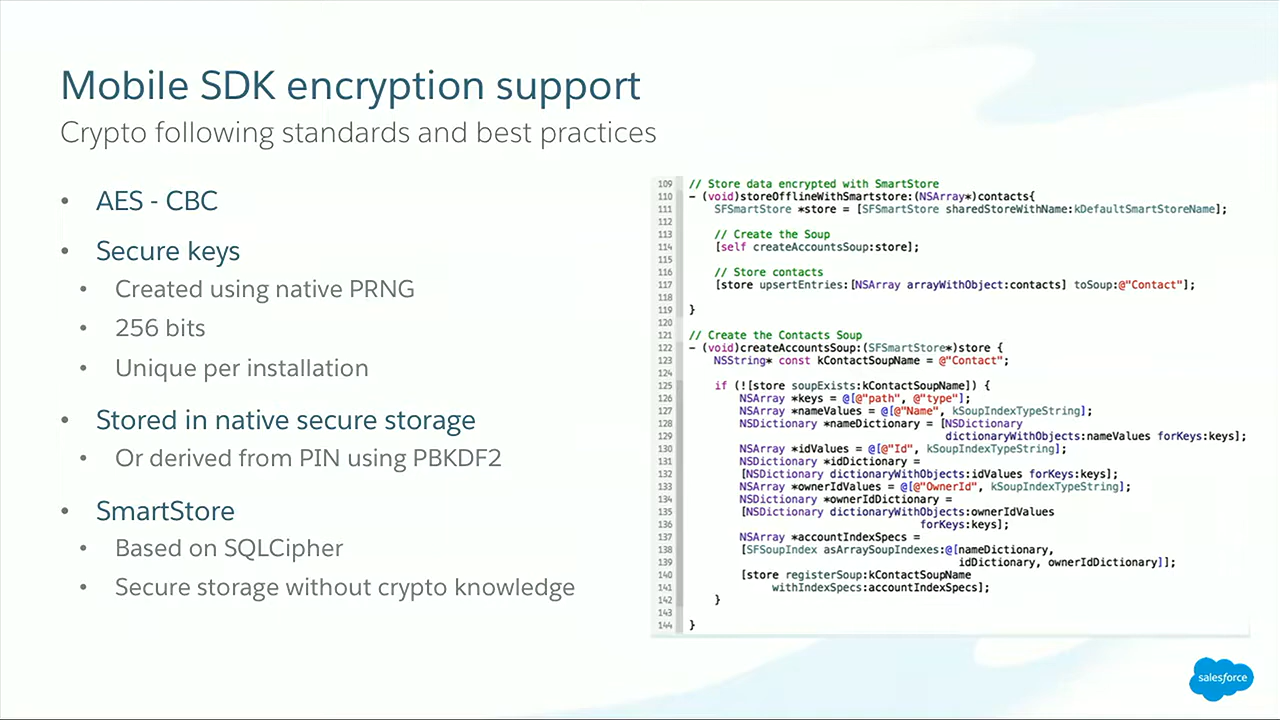 Mobile SDK encryption support
Crypto following standards and best practices
• AES - CBC
• Secure keys
• Created using native PRNG
• 256 bits
• Unique per installation
• Stored in native secure storage
• Or derived from PIN using PBKDF2
• SmartStore
• Based on SQLCipher
• Secure storage without crypto knowledge
109 // Store data encrypted with SmartStore
110 - (void)storeOfflineWithSmartstore:(NSArray*)contacts{
111 SFSmartStore *store = [SFSmartStore sharedStoreWithName:kDefaultSmartStoreName];
112
113 // Create the Soup
114 [self createAccountsSoup:store];
115
116 // Store contacts
117 [store upsertEntries:[NSArray arrayWithObject:contacts] toSoup:@"Contact"];
118
119 }
120
121 // Create the Contacts Soup
122 - (void)createAccountsSoup:(SFSmartStore*)store {
123 NSString* const kContactSoupName = @"Contact";
124
125 if (![store soupExists:kContactSoupName]) {
126 NSArray *keys = @[@"path", @"type"];
127 NSArray *nameValues = @[@"Name", kSoupIndexTypeString];
128 NSDictionary *nameDictionary = [NSDictionary
129 dictionaryWithObjects:nameValues forKeys:keys];
130 NSArray *idValues = @[@"Id", kSoupIndexTypeString];
131 NSDictionary *idDictionary =
132 [NSDictionary dictionaryWithObjects:idValues forKeys:keys];
133 NSArray *ownerIdValues = @[@"OwnerId", kSoupIndexTypeString];
134 NSDictionary *ownerIdDictionary =
135 [NSDictionary dictionaryWithObjects:ownerIdValues
136 forKeys:keys];
137 NSArray *accountIndexSpecs =
138 [SFSoupIndex asArraySoupIndexes:@[nameDictionary,
139 idDictionary, ownerIdDictionary]];
140 [store registerSoup:kContactSoupName
141 withIndexSpecs:accountIndexSpecs];
142 }
143
144 }
salesforce